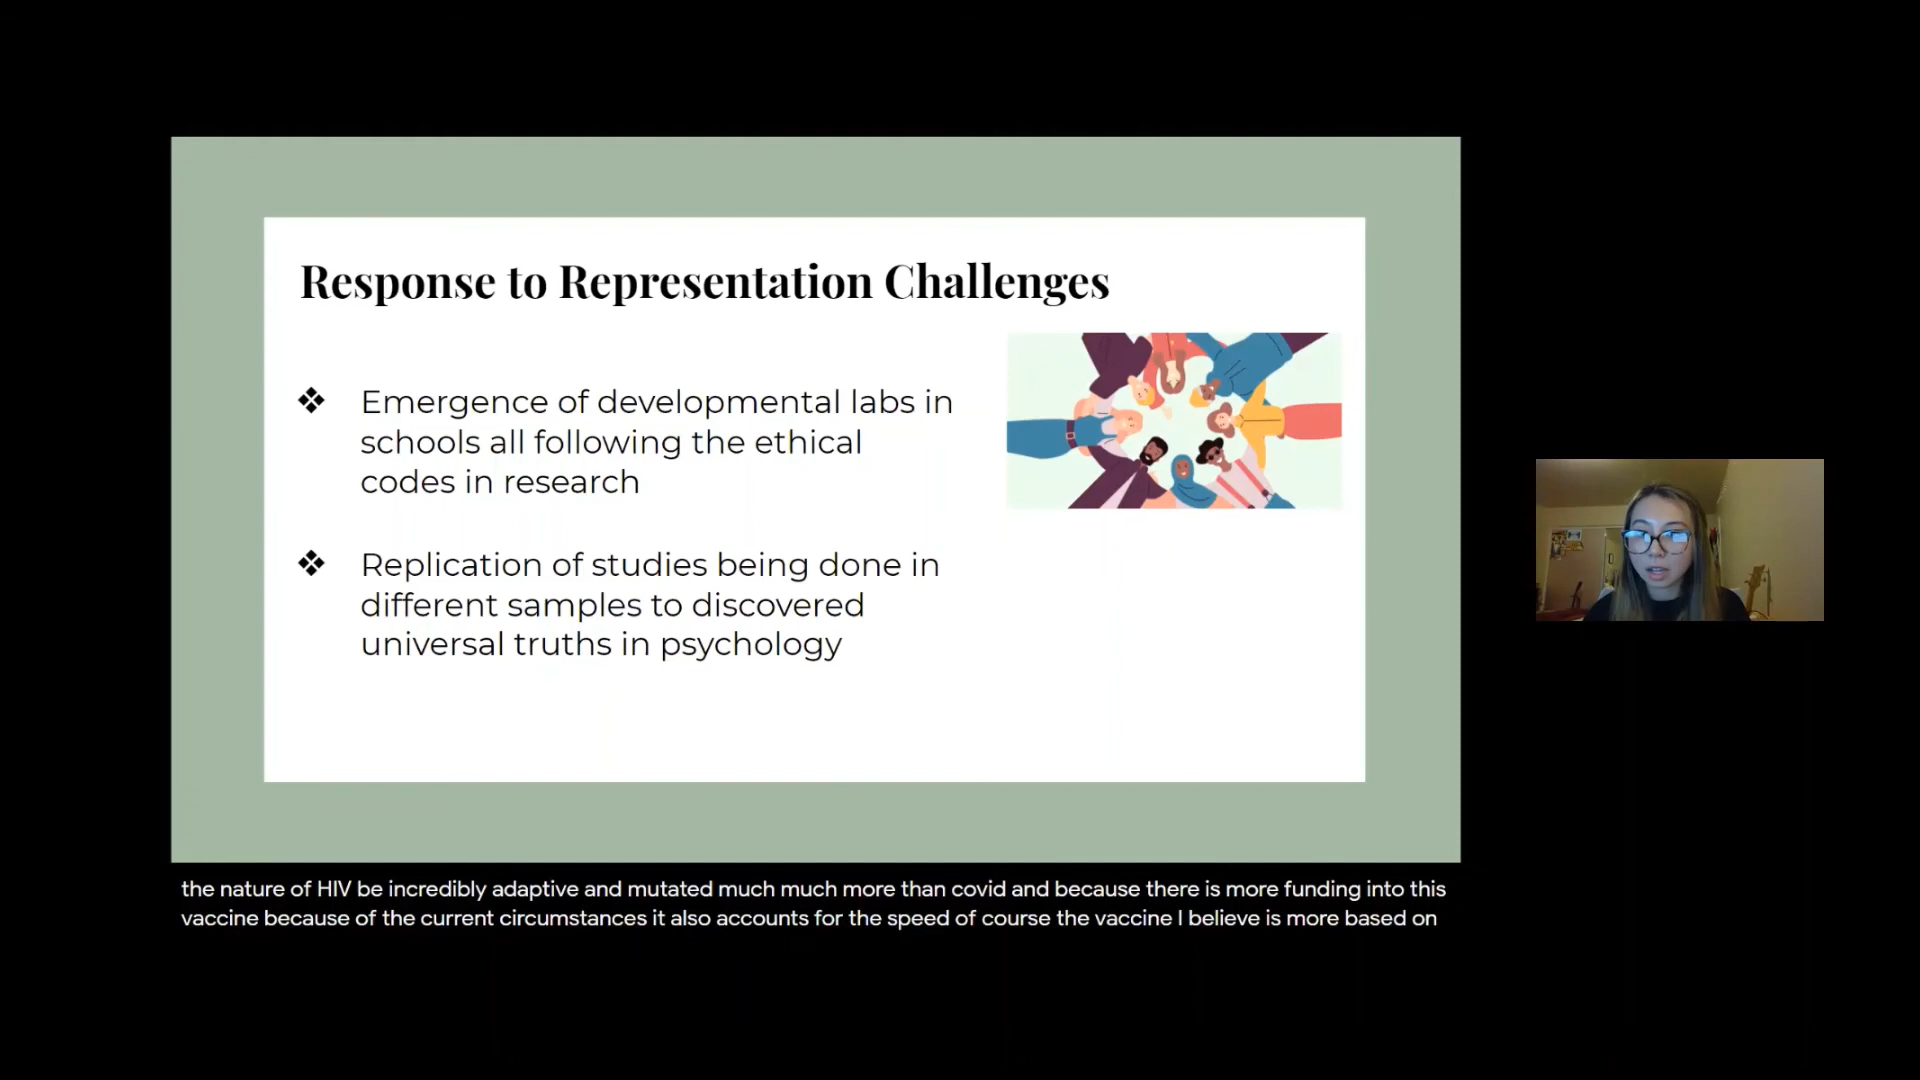 Response to Representation Challenges
❖ Emergence of developmental labs in
schools all following the ethical
codes in research
❖ Replication of studies being done in
different samples to discovered
universal truths in psychology
the nature of HIV be incredibly adaptive and mutated much much more than covid and because there is more funding into this
vaccine because of the current circumstances it also accounts for the speed of course the vaccine I believe is more based on